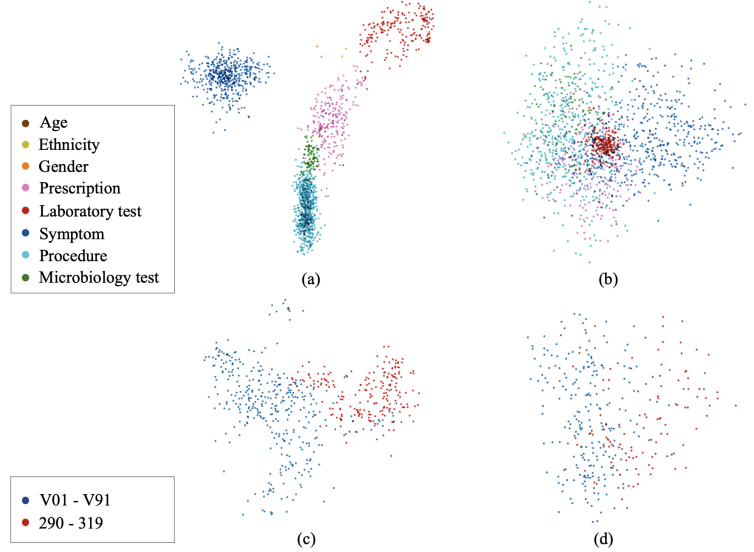 Age
Ethnicity
Gender
Prescription
Laboratory test
Symptom
Procedure
Microbiology test
(a)
(b)
V01 - V91
290 - 319
(c)
(d)